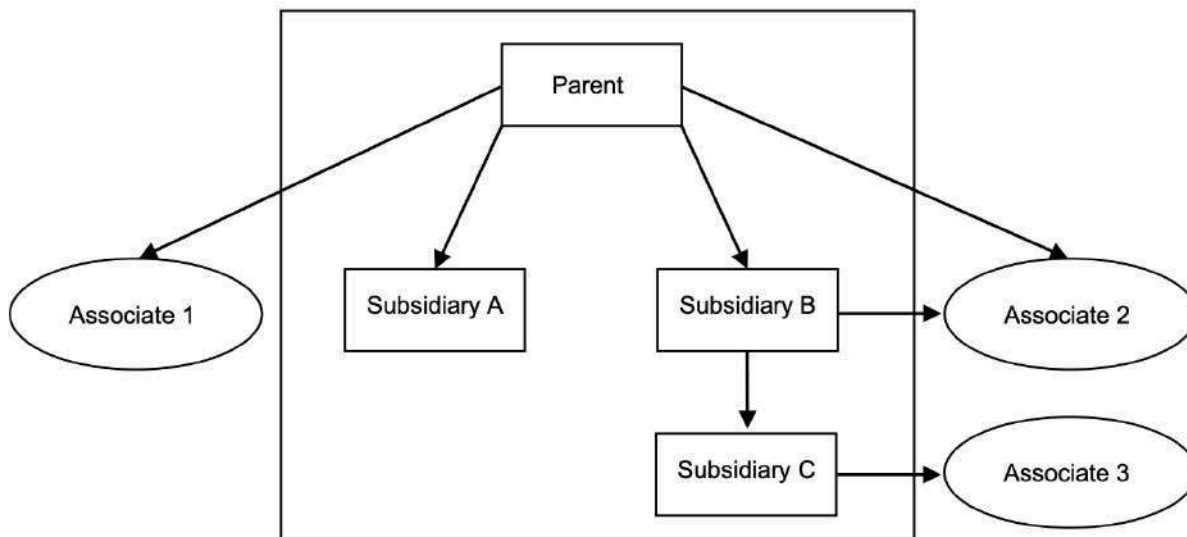 Parent
Associate 1
Subsidiary A
Subsidiary B
Associate 2
Subsidiary C
Associate 3